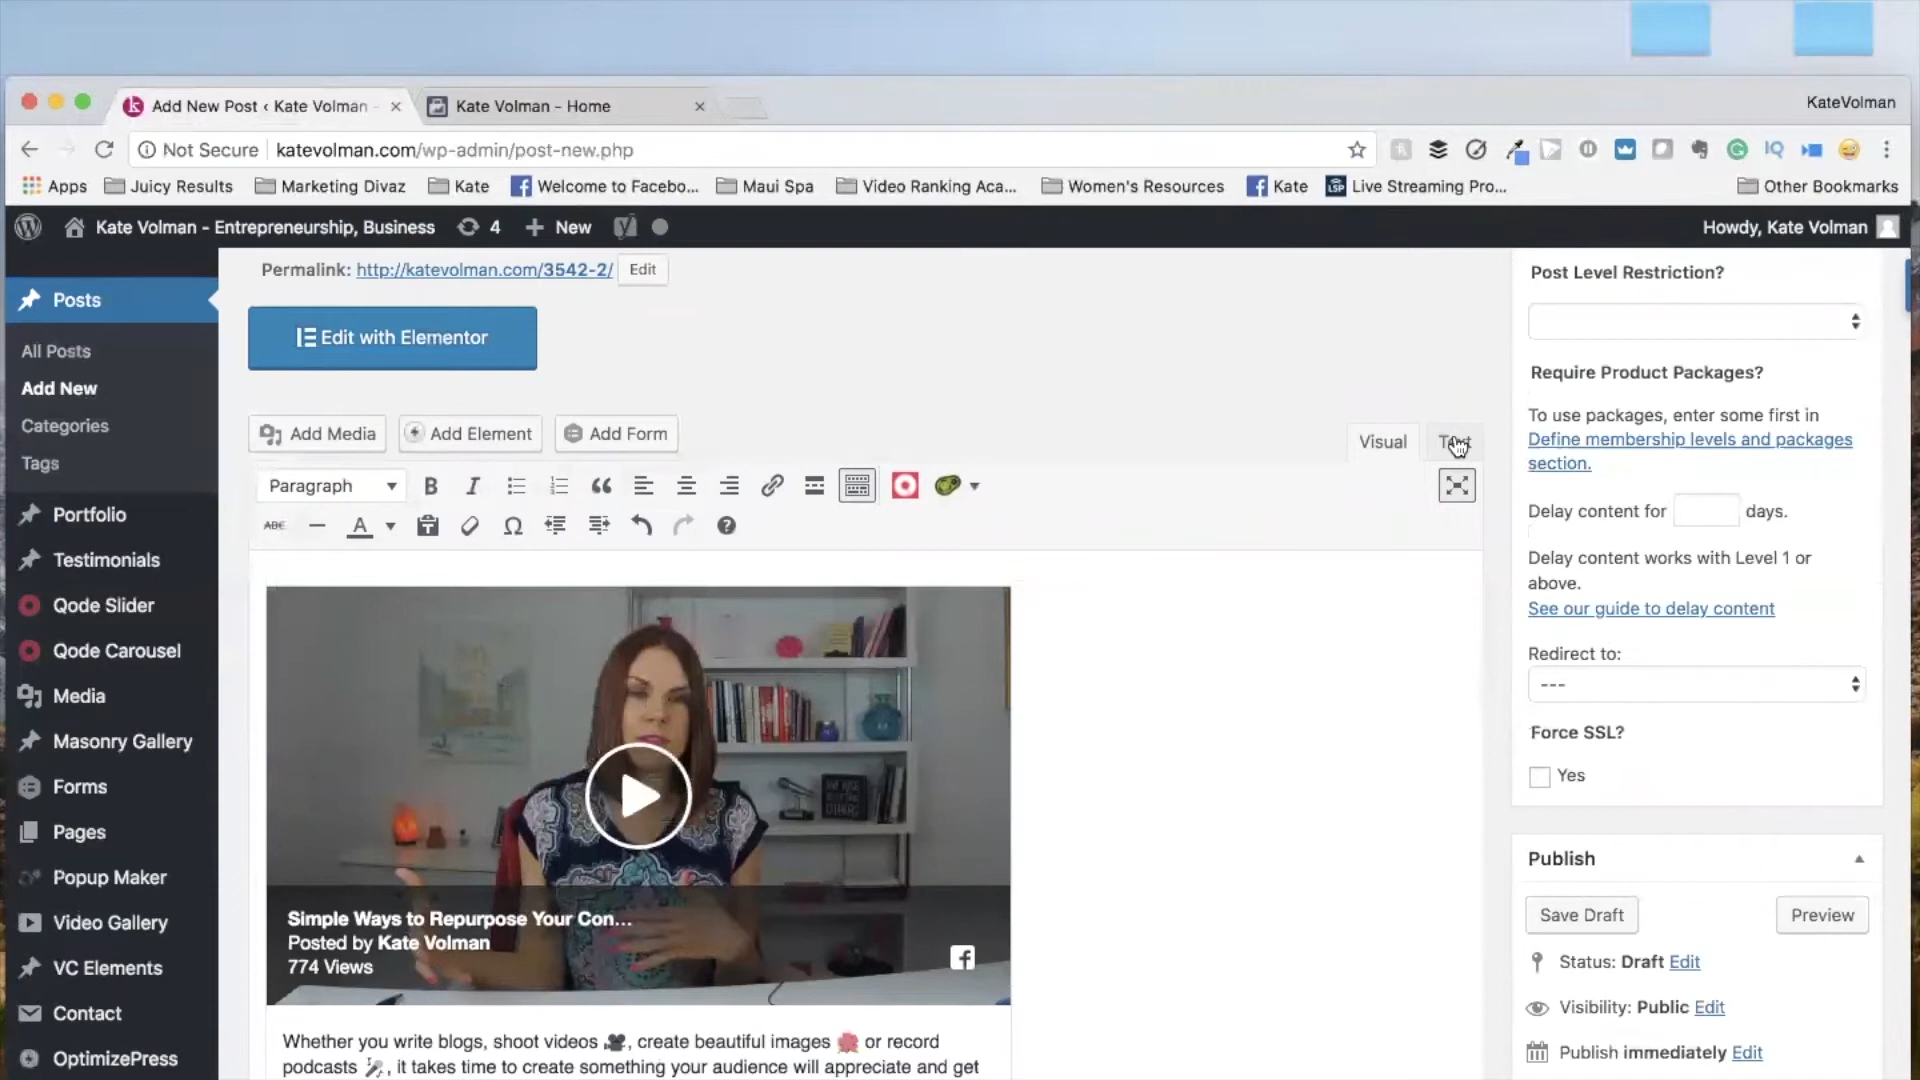 Add New Post ‹ Kate Volman -
Kate Volman - Home
KateVolman
Not Secure
katevolman.com/wp-admin/post-new.php
Apps
Juicy Results
Marketing Divaz
Kate
Welcome to Facebo...
Maui Spa
Video Ranking Aca...
Women's Resources
Kate
Live Streaming Pro...
Other Bookmarks
Kate Volman - Entrepreneurship, Business
4
New
Howdy, Kate Volman
Posts
All Posts
Add New
Categories
Tags
Portfolio
Testimonials
Qode Slider
Qode Carousel
Media
Masonry Gallery
Forms
Pages
Popup Maker
Video Gallery
VC Elements
Contact
OptimizePress
Permalink: http://katevolman.com/3542-2/ Edit
Edit with Elementor
Add Media
Add Element
Add Form
Visual
Text
Paragraph
B
I
ABC
A
Simple Ways to Repurpose Your Con...
Posted by Kate Volman
774 Views
Whether you write blogs, shoot videos 🎥, create beautiful images 🌺 or record
podcasts 🎤, it takes time to create something your audience will appreciate and get
Post Level Restriction?
Require Product Packages?
To use packages, enter some first in
Define membership levels and packages
section.
Delay content for
days.
Delay content works with Level 1 or
above.
See our guide to delay content
Redirect to:
---
Force SSL?
Yes
Publish
Save Draft
Preview
Status: Draft Edit
Visibility: Public Edit
Publish immediately Edit